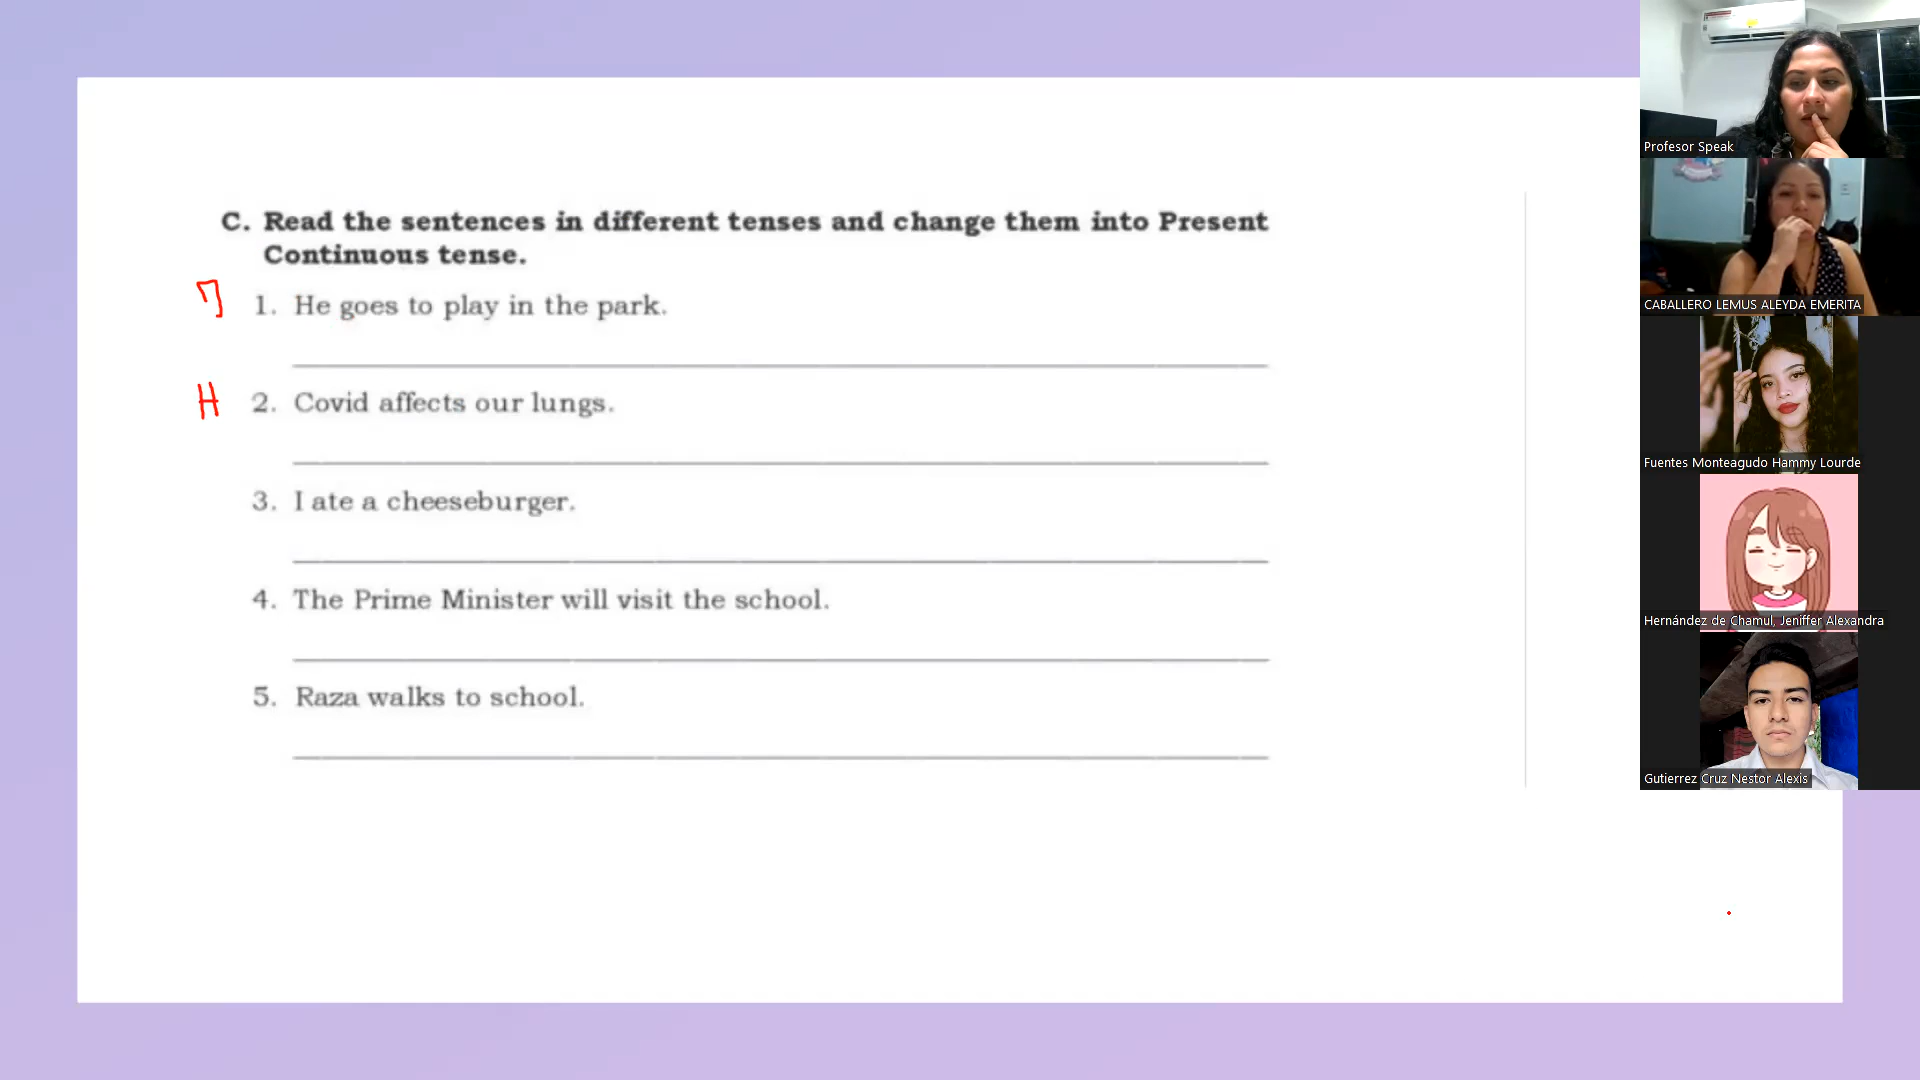 C. Read the sentences in different tenses and change them into Present
Continuous tense.
1. He goes to play in the park.
H 2. Covid affects our lungs.
3. I ate a cheeseburger.
4. The Prime Minister will visit the school.
5. Raza walks to school.
Profesor Speak
CABALLERO LEMUS ALEYDA EMERITA
Fuentes Monteagudo Hammy Lourde
Hernández de Chamul, Jeniffer Alexandra
Gutierrez Cruz Nestor Alexis